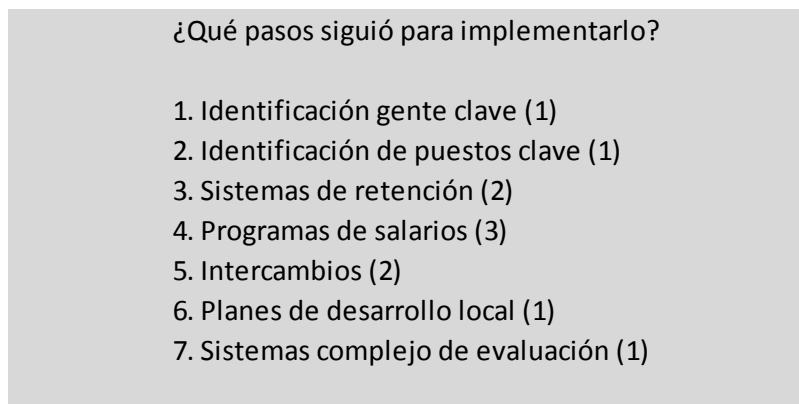 ¿Qué pasos siguió para implementarlo?
1. Identificación gente clave (1)
2. Identificación de puestos clave (1)
3. Sistemas de retención (2)
4. Programas de salarios (3)
5. Intercambios (2)
6. Planes de desarrollo local (1)
7. Sistemas complejo de evaluación (1)